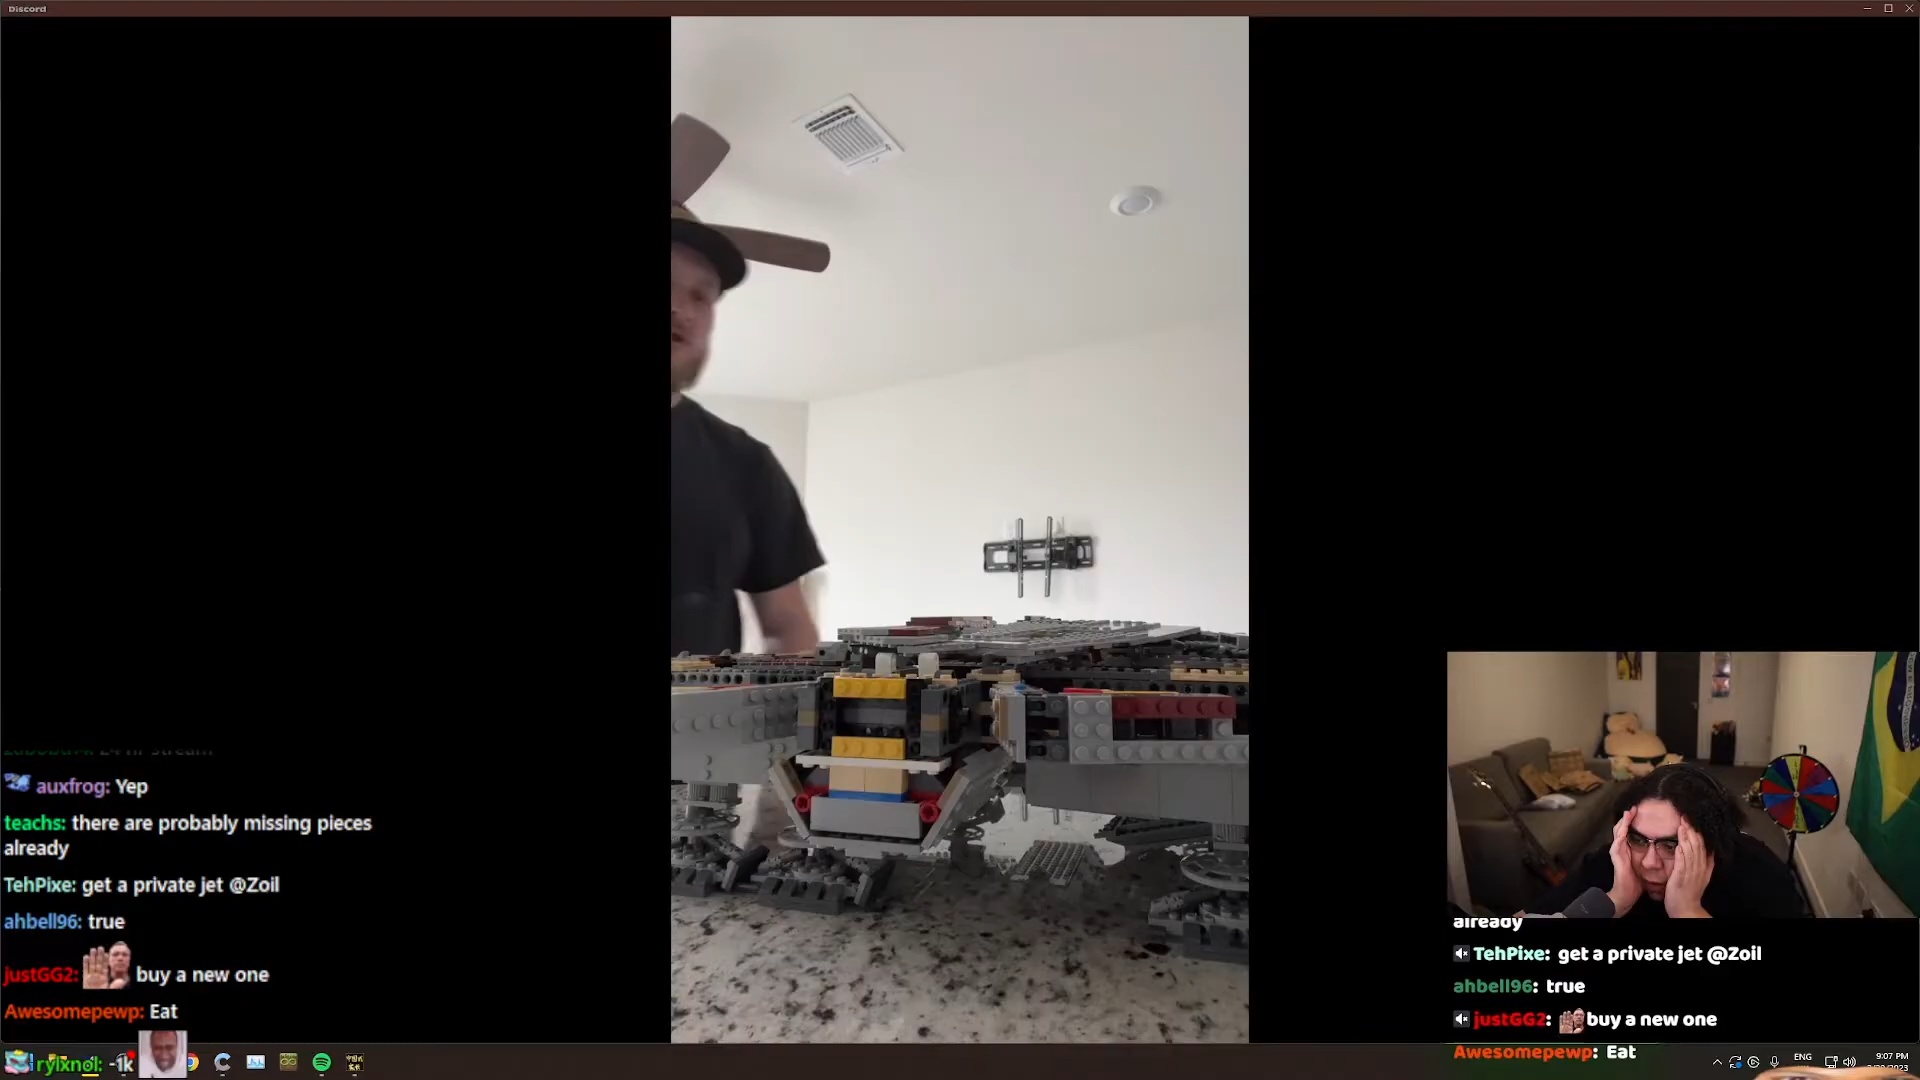 Discord
auxfrog: Yep
teachs: there are probably missing pieces
already
TehPixe: get a private jet @Zoil
ahbell96: true
justGG2: buy a new one
Awesomepewp: Eat
rylxnol: -1k
already
TehPixe: get a private jet @Zoil
ahbell96: true
justGG2: buy a new one
Awesomepewp: Eat
ENG
9:07 PM